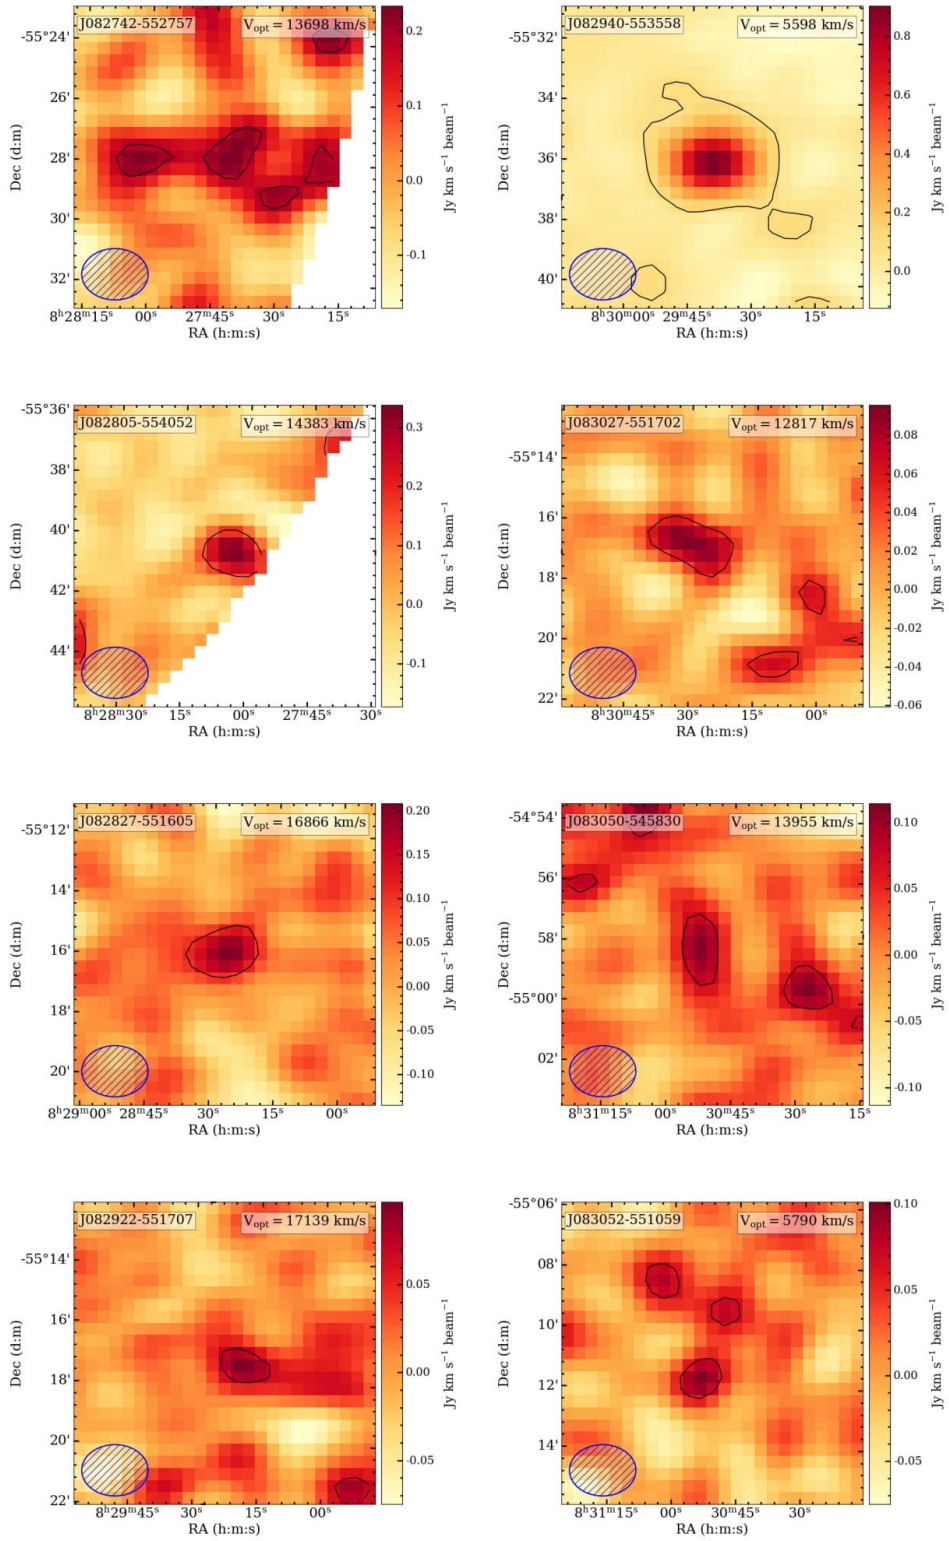 J082742-552757 V_opt = 13698 km/s
-55°24'
26'
28'
30'
32'
Dec (d:m)
8ʰ28ᵐ15ˢ 00ˢ 27ᵐ45ˢ 30ˢ 15ˢ
RA (h:m:s)
0.2
0.1
0.0
-0.1
Jy km s⁻¹ beam⁻¹
J082940-553558 V_opt = 5598 km/s
-55°32'
34'
36'
38'
40'
Dec (d:m)
8ʰ30ᵐ00ˢ 29ᵐ45ˢ 30ˢ 15ˢ
RA (h:m:s)
0.8
0.6
0.4
0.2
0.0
Jy km s⁻¹ beam⁻¹
J082805-554052 V_opt = 14383 km/s
-55°36'
38'
40'
42'
44'
Dec (d:m)
8ʰ28ᵐ30ˢ 15ˢ 00ˢ 27ᵐ45ˢ 30ˢ
RA (h:m:s)
0.3
0.2
0.1
0.0
-0.1
Jy km s⁻¹ beam⁻¹
J083027-551702 V_opt = 12817 km/s
-55°14'
16'
18'
20'
22'
Dec (d:m)
8ʰ30ᵐ45ˢ 30ˢ 15ˢ 00ˢ
RA (h:m:s)
0.08
0.06
0.04
0.02
0.00
-0.02
-0.04
-0.06
Jy km s⁻¹ beam⁻¹
J082827-551605 V_opt = 16866 km/s
-55°12'
14'
16'
18'
20'
Dec (d:m)
8ʰ29ᵐ00ˢ 28ᵐ45ˢ 30ˢ 15ˢ 00ˢ
RA (h:m:s)
0.20
0.15
0.10
0.05
0.00
-0.05
-0.10
Jy km s⁻¹ beam⁻¹
J083050-545830 V_opt = 13955 km/s
-54°54'
56'
58'
-55°00'
02'
Dec (d:m)
8ʰ31ᵐ15ˢ 00ˢ 30ᵐ45ˢ 30ˢ 15ˢ
RA (h:m:s)
0.10
0.05
0.00
-0.05
-0.10
Jy km s⁻¹ beam⁻¹
J082922-551707 V_opt = 17139 km/s
-55°14'
16'
18'
20'
22'
Dec (d:m)
8ʰ29ᵐ45ˢ 30ˢ 15ˢ 00ˢ
RA (h:m:s)
0.05
0.00
-0.05
Jy km s⁻¹ beam⁻¹
J083052-551059 V_opt = 5790 km/s
-55°06'
08'
10'
12'
14'
Dec (d:m)
8ʰ31ᵐ15ˢ 00ˢ 30ᵐ45ˢ 30ˢ
RA (h:m:s)
0.10
0.05
0.00
-0.05
Jy km s⁻¹ beam⁻¹